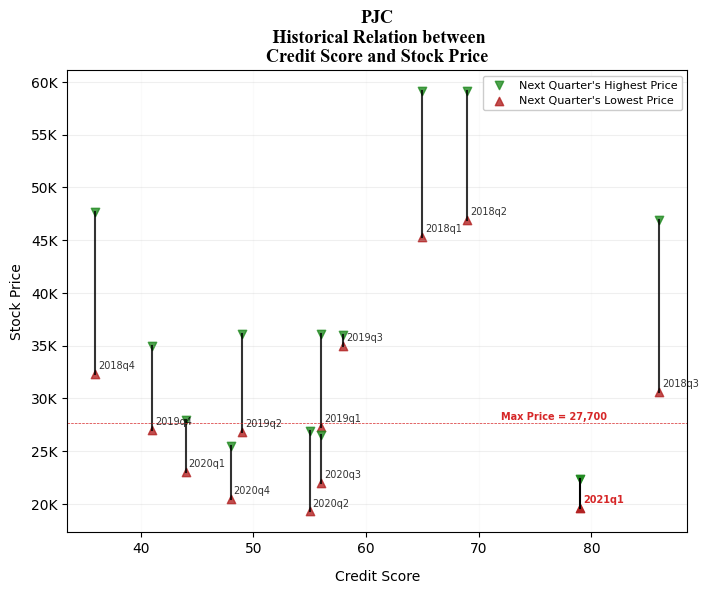 PJC
Historical Relation between
Credit Score and Stock Price
Next Quarter's Highest Price
Next Quarter's Lowest Price
60K
55K
50K
45K
40K
35K
30K
25K
20K
Stock Price
2018q1
2018q2
2018q4
2018q3
2019q3
2019q4
2019q2
2019q1
Max Price = 27,700
2020q1
2020q4
2020q3
2020q2
2021q1
40
50
60
70
80
Credit Score